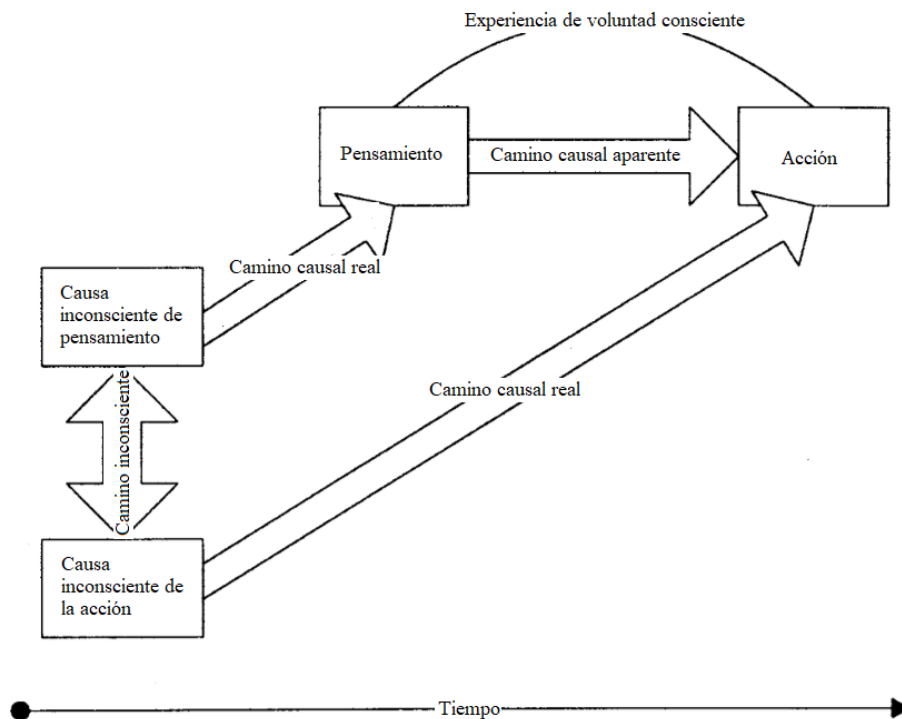 Experiencia de voluntad consciente
Pensamiento
Camino causal aparente
Acción
Camino causal real
Causa
inconsciente de
pensamiento
Camino causal real
Camino inconsciente
Causa
inconsciente de
la acción
Tiempo